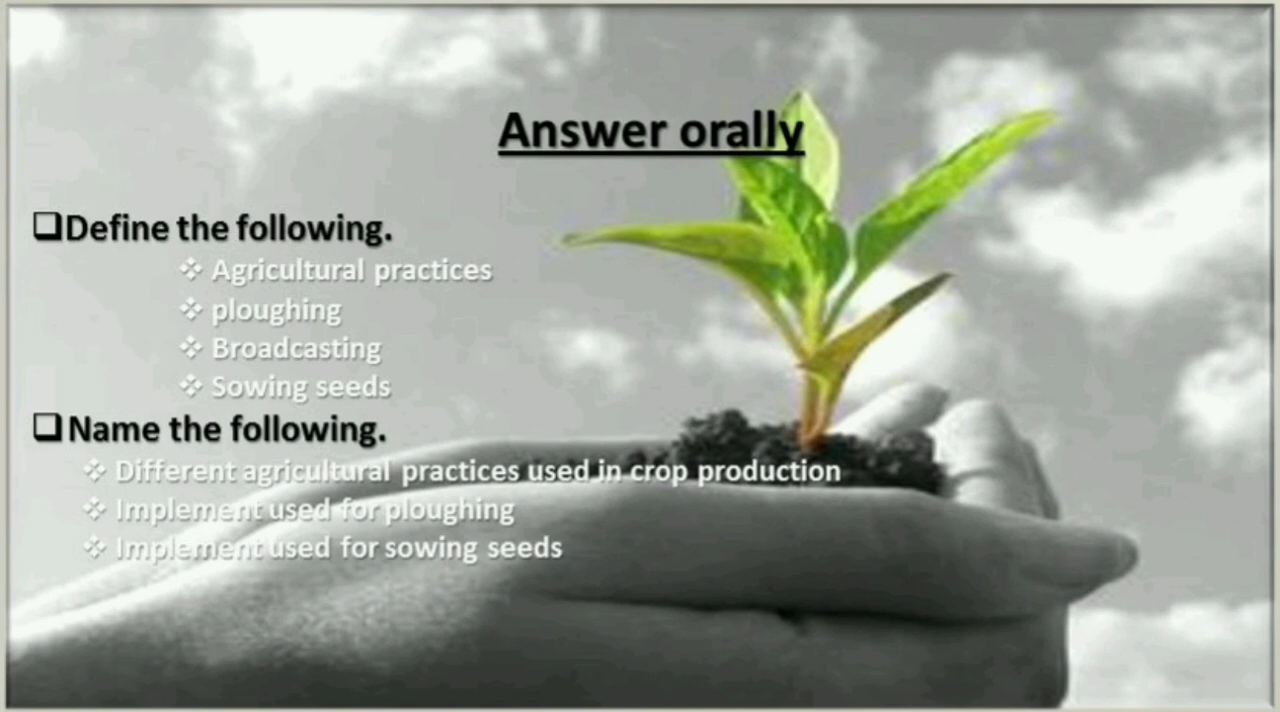 Answer orally
Define the following.
Agricultural practices
ploughing
Broadcasting
Sowing seeds
Name the following.
Different agricultural practices used in crop production
Implement used for ploughing
Implement used for sowing seeds